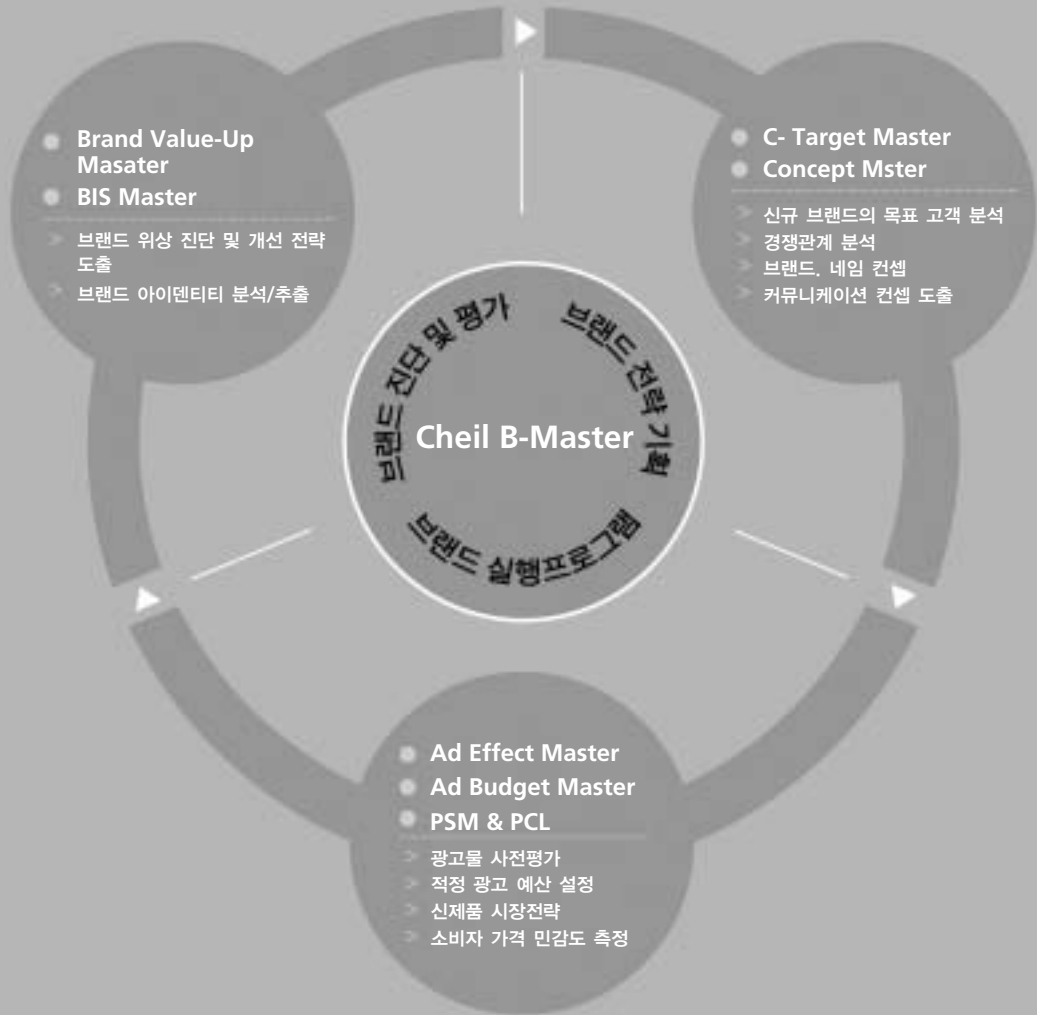 Brand Value-Up
Masater
BIS Master
브랜드 위상 진단 및 개선 전략
도출
브랜드 아이덴티티 분석/추출
C- Target Master
Concept Mster
신규 브랜드의 목표 고객 분석
경쟁관계 분석
브랜드. 네임 컨셉
커뮤니케이션 컨셉 도출
브랜드 진단 및 평가
브랜드 전략 기획
Cheil B-Master
브랜드 실행프로그램
Ad Effect Master
Ad Budget Master
PSM & PCL
광고물 사전평가
적정 광고 예산 설정
신제품 시장전략
소비자 가격 민감도 측정